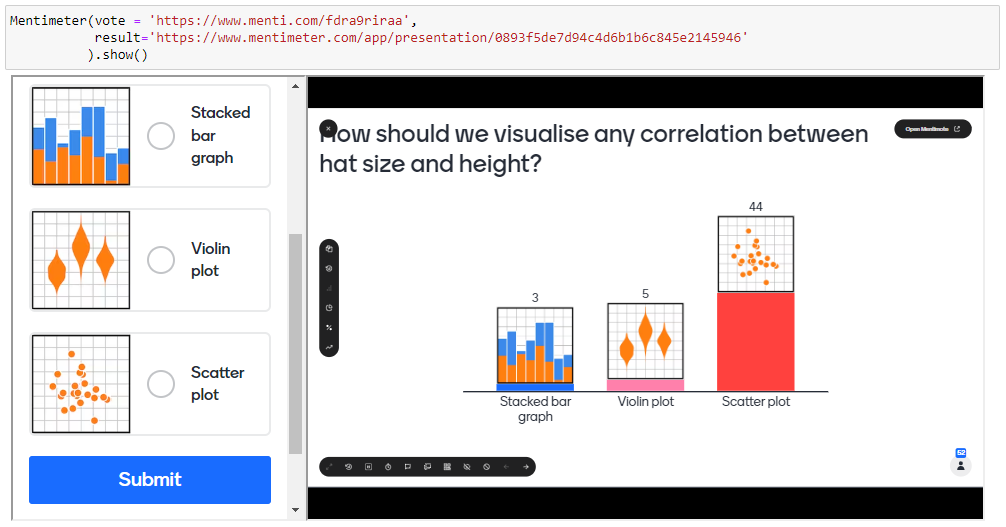 Mentimeter(vote = 'https://www.menti.com/fdra9riraa',
result='https://www.mentimeter.com/app/presentation/0893f5de7d94c4d6b1b6c845e2145946'
).show()
Stacked
bar
graph
Violin
plot
Scatter
plot
Submit
How should we visualise any correlation between
hat size and height?
Open Mentimote
3
5
44
Stacked bar
graph
Violin plot
Scatter plot
52